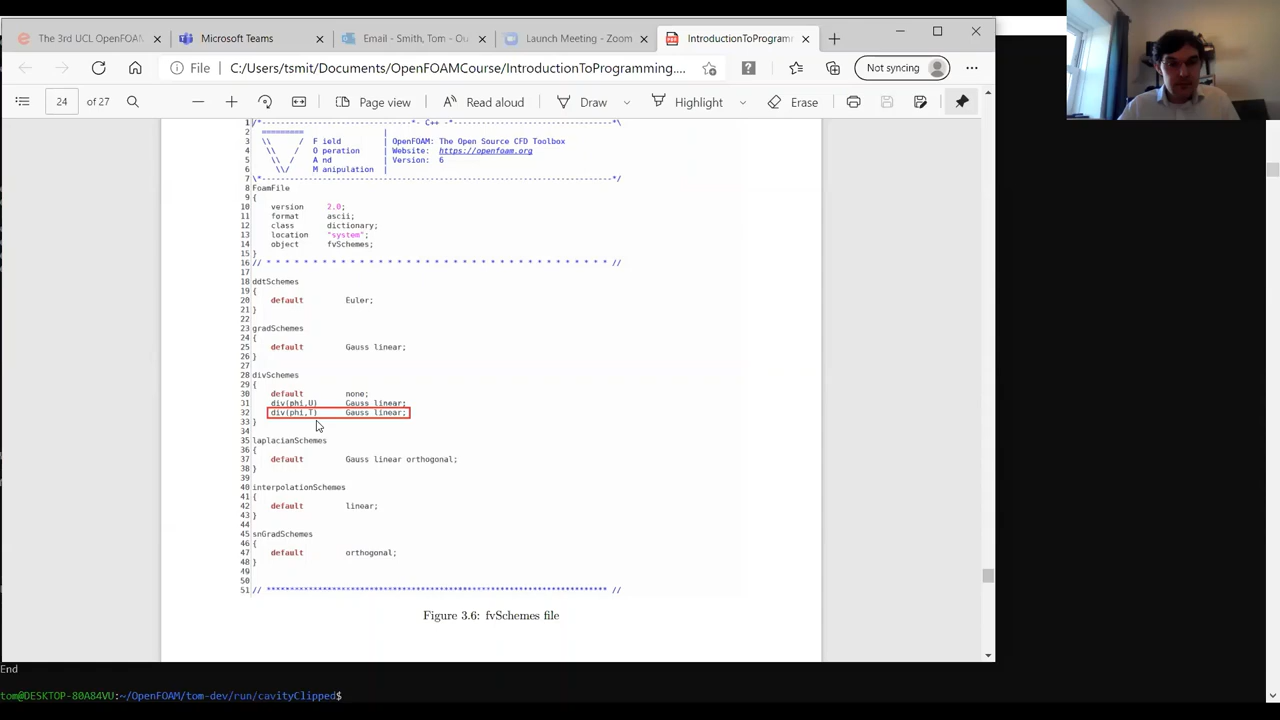 The 3rd UCL OpenFOAM
Microsoft Teams
Email - Smith, Tom - Ou
Launch Meeting - Zoom
IntroductionToProgram
File
C:/Users/tsmit/Documents/OpenFOAMCourse/IntroductionToProgramming....
Not syncing
24 of 27
Page view
Read aloud
Draw
Highlight
Erase
1 /*--------------------------------*- C++ -*----------------------------------*\
2 ========= |
3 \\ / F ield | OpenFOAM: The Open Source CFD Toolbox
4 \\ / O peration | Website: https://openfoam.org
5 \\ / A nd | Version: 6
6 \\/ M anipulation |
7 \*---------------------------------------------------------------------------*/
8 FoamFile
9 {
10 version 2.0;
11 format ascii;
12 class dictionary;
13 location "system";
14 object fvSchemes;
15 }
16 // * * * * * * * * * * * * * * * * * * * * * * * * * * * * * * * * * * * * * //
17
18 ddtSchemes
19 {
20 default Euler;
21 }
22
23 gradSchemes
24 {
25 default Gauss linear;
26 }
27
28 divSchemes
29 {
30 default none;
31 div(phi,U) Gauss linear;
32 div(phi,T) Gauss linear;
33 }
34
35 laplacianSchemes
36 {
37 default Gauss linear orthogonal;
38 }
39
40 interpolationSchemes
41 {
42 default linear;
43 }
44
45 snGradSchemes
46 {
47 default orthogonal;
48 }
49
50
51 // ************************************************************************* //
Figure 3.6: fvSchemes file
End
tom@DESKTOP-80A84VU:~/OpenFOAM/tom-dev/run/cavityClipped$